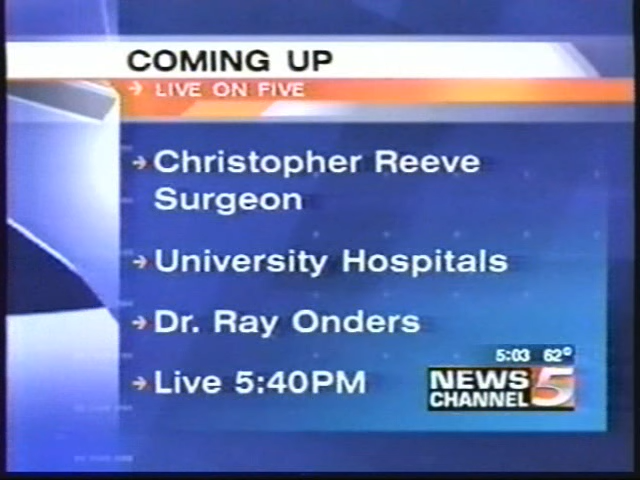 COMING UP
→ LIVE ON FIVE
→ Christopher Reeve
Surgeon
→ University Hospitals
→ Dr. Ray Onders
→ Live 5:40PM
5:03 62°
NEWS 5
CHANNEL